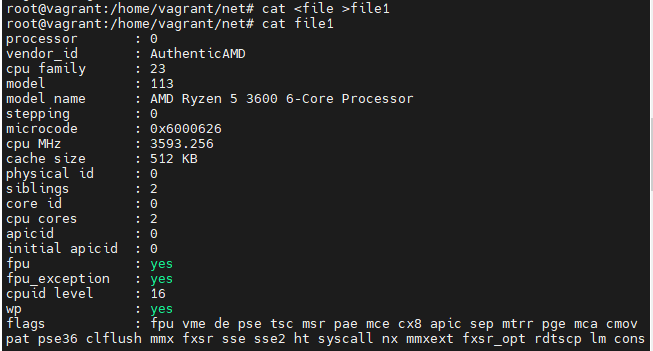 root@vagrant:/home/vagrant/net# cat <file >file1
root@vagrant:/home/vagrant/net# cat file1
processor       : 0
vendor_id       : AuthenticAMD
cpu family      : 23
model           : 113
model name      : AMD Ryzen 5 3600 6-Core Processor
stepping        : 0
microcode       : 0x6000626
cpu MHz         : 3593.256
cache size      : 512 KB
physical id     : 0
siblings        : 2
core id         : 0
cpu cores       : 2
apicid          : 0
initial apicid  : 0
fpu             : yes
fpu_exception   : yes
cpuid level     : 16
wp              : yes
flags           : fpu vme de pse tsc msr pae mce cx8 apic sep mtrr pge mca cmov
pat pse36 clflush mmx fxsr sse sse2 ht syscall nx mmxext fxsr_opt rdtscp lm cons